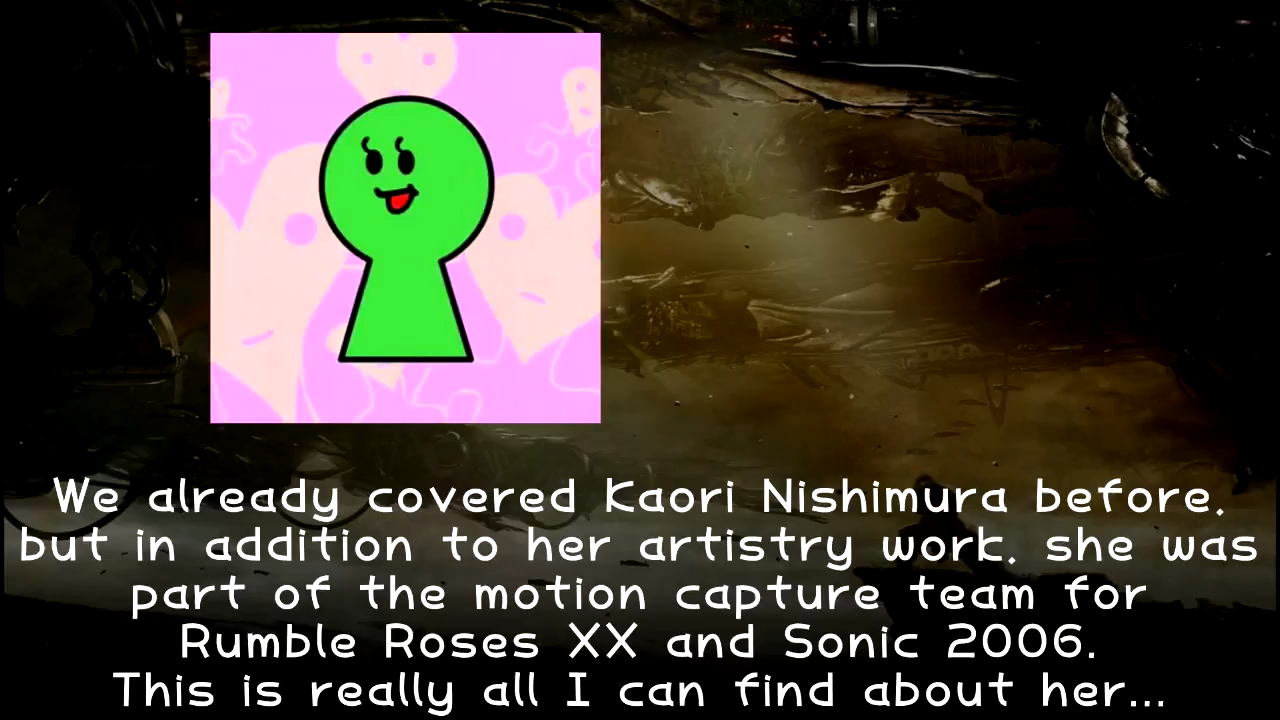 We already covered Kaori Nishimura before,
but in addition to her artistry work, she was
part of the motion capture team for
Rumble Roses XX and Sonic 2006.
This is really all I can find about her...